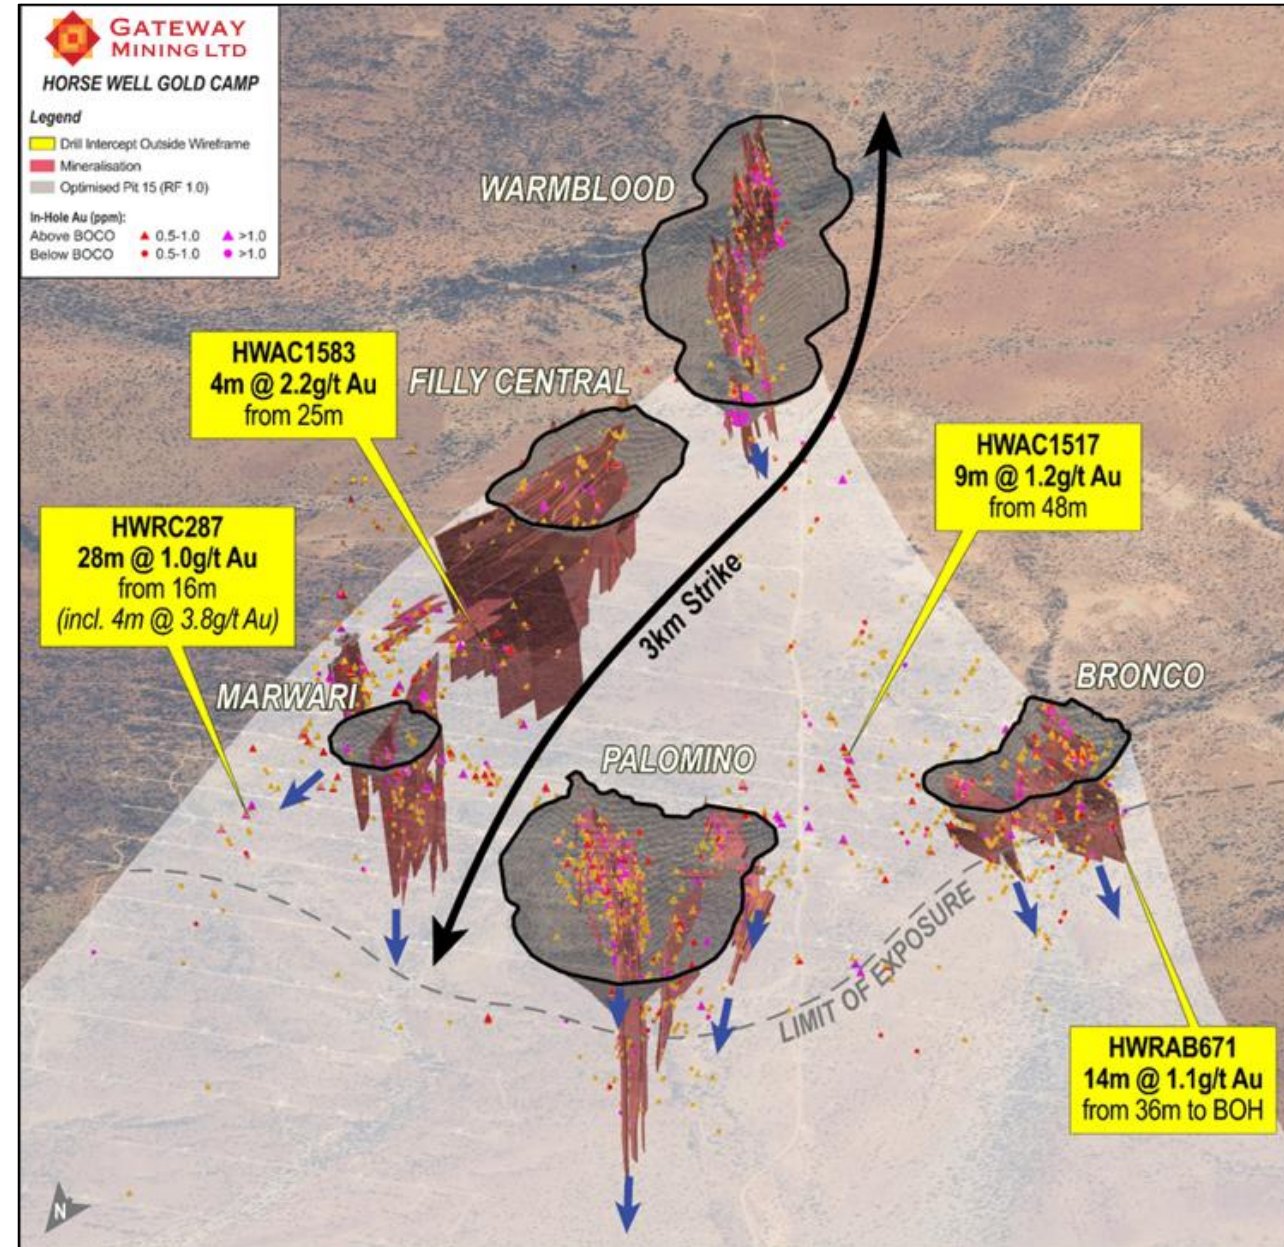 GATEWAY
MINING LTD
HORSE WELL GOLD CAMP
Legend
Drill Intercept Outside Wireframe
Mineralisation
Optimised Pit 15 (RF 1.0)
In-Hole Au (ppm):
Above BOCO 0.5-1.0 >1.0
Below BOCO 0.5-1.0 >1.0
WARMBLOOD
HWAC1583
4m @ 2.2g/t Au
from 25m
FILLY CENTRAL
HWAC1517
9m @ 1.2g/t Au
from 48m
HWRC287
28m @ 1.0g/t Au
from 16m
(incl. 4m @ 3.8g/t Au)
3km Strike
MARWARI
BRONCO
PALOMINO
LIMIT OF EXPOSURE
HWRAB671
14m @ 1.1g/t Au
from 36m to BOH
N